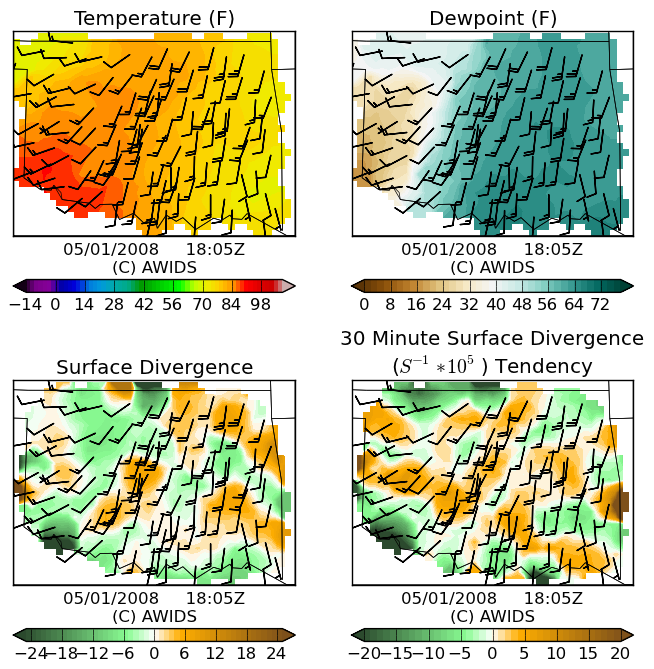 Temperature (F)
Dewpoint (F)
05/01/2008 18:05Z
(C) AWIDS
05/01/2008 18:05Z
(C) AWIDS
−14 0 14 28 42 56 70 84 98
0 8 16 24 32 40 48 56 64 72
Surface Divergence
30 Minute Surface Divergence
(S⁻¹ ∗10⁵ ) Tendency
05/01/2008 18:05Z
(C) AWIDS
05/01/2008 18:05Z
(C) AWIDS
−24−18−12 −6 0 6 12 18 24
−20−15−10 −5 0 5 10 15 20